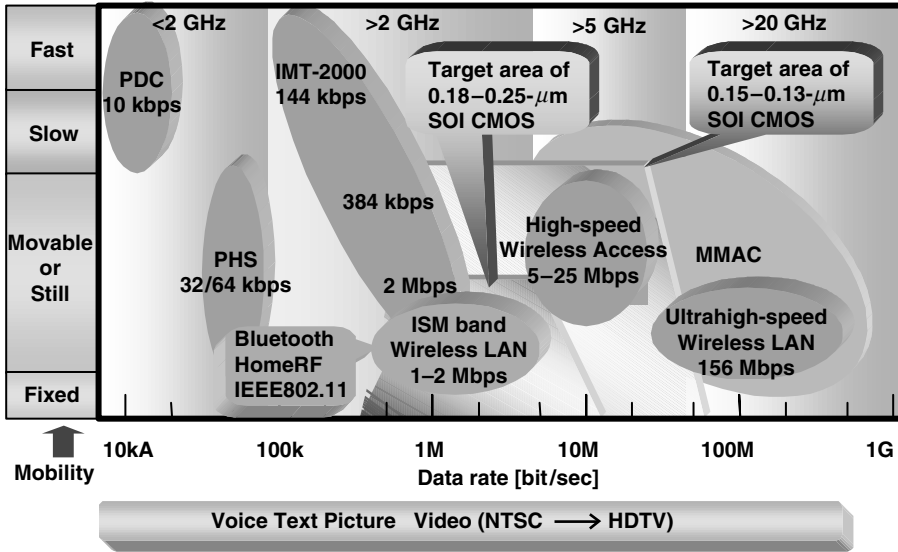 <2 GHz
>2 GHz
>5 GHz
>20 GHz
Fast
Slow
Movable
or
Still
Fixed
Mobility
PDC
10 kbps
IMT-2000
144 kbps
384 kbps
2 Mbps
Target area of
0.18–0.25-μm
SOI CMOS
Target area of
0.15–0.13-μm
SOI CMOS
PHS
32/64 kbps
High-speed
Wireless Access
5–25 Mbps
MMAC
Bluetooth
HomeRF
IEEE802.11
ISM band
Wireless LAN
1–2 Mbps
Ultrahigh-speed
Wireless LAN
156 Mbps
10kA 100k 1M 10M 100M 1G
Data rate [bit/sec]
Voice Text Picture Video (NTSC ⟶ HDTV)